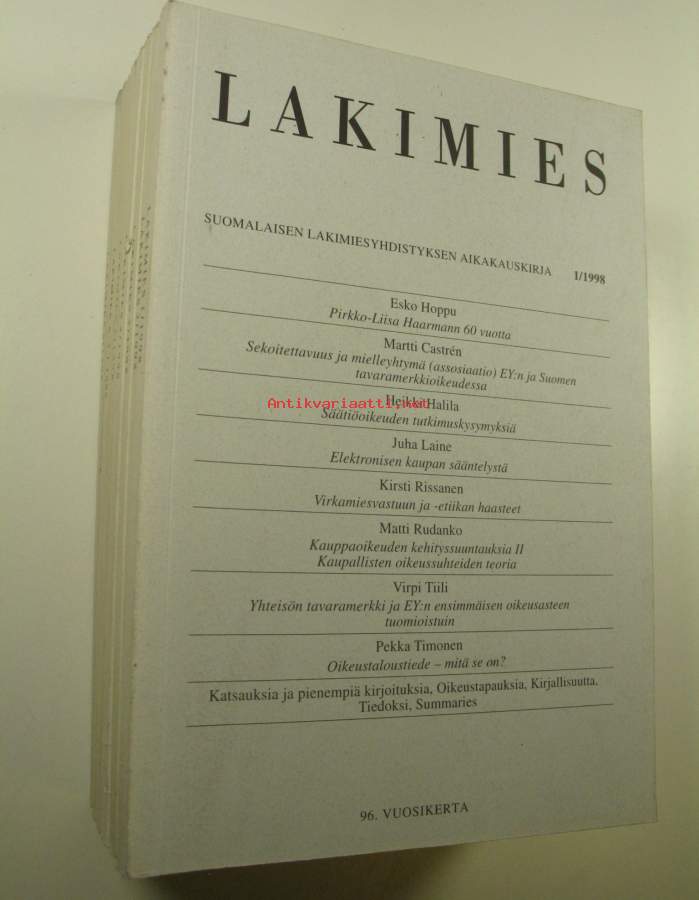 LAKIMIES
SUOMALAISEN LAKIMIESYHDISTYKSEN AIKAKAUSKIRJA 1/1998
Esko Hoppu
Pirkko-Liisa Haarmann 60 vuotta
Martti Castrén
Sekoitettavuus ja mielleyhtymä (assosiaatio) EY:n ja Suomen
tavaramerkkioikeudessa
Heikki Halila
Antikvariaatti.net
Säätiöoikeuden tutkimuskysymyksiä
Juha Laine
Elektronisen kaupan sääntelystä
Kirsti Rissanen
Virkamiesvastuun ja -etiikan haasteet
Matti Rudanko
Kauppaoikeuden kehityssuuntauksia II
Kaupallisten oikeussuhteiden teoria
Virpi Tiili
Yhteisön tavaramerkki ja EY:n ensimmäisen oikeusasteen
tuomioistuin
Pekka Timonen
Oikeustaloustiede – mitä se on?
Katsauksia ja pienempiä kirjoituksia, Oikeustapauksia, Kirjallisuutta,
Tiedoksi, Summaries
96. VUOSIKERTA